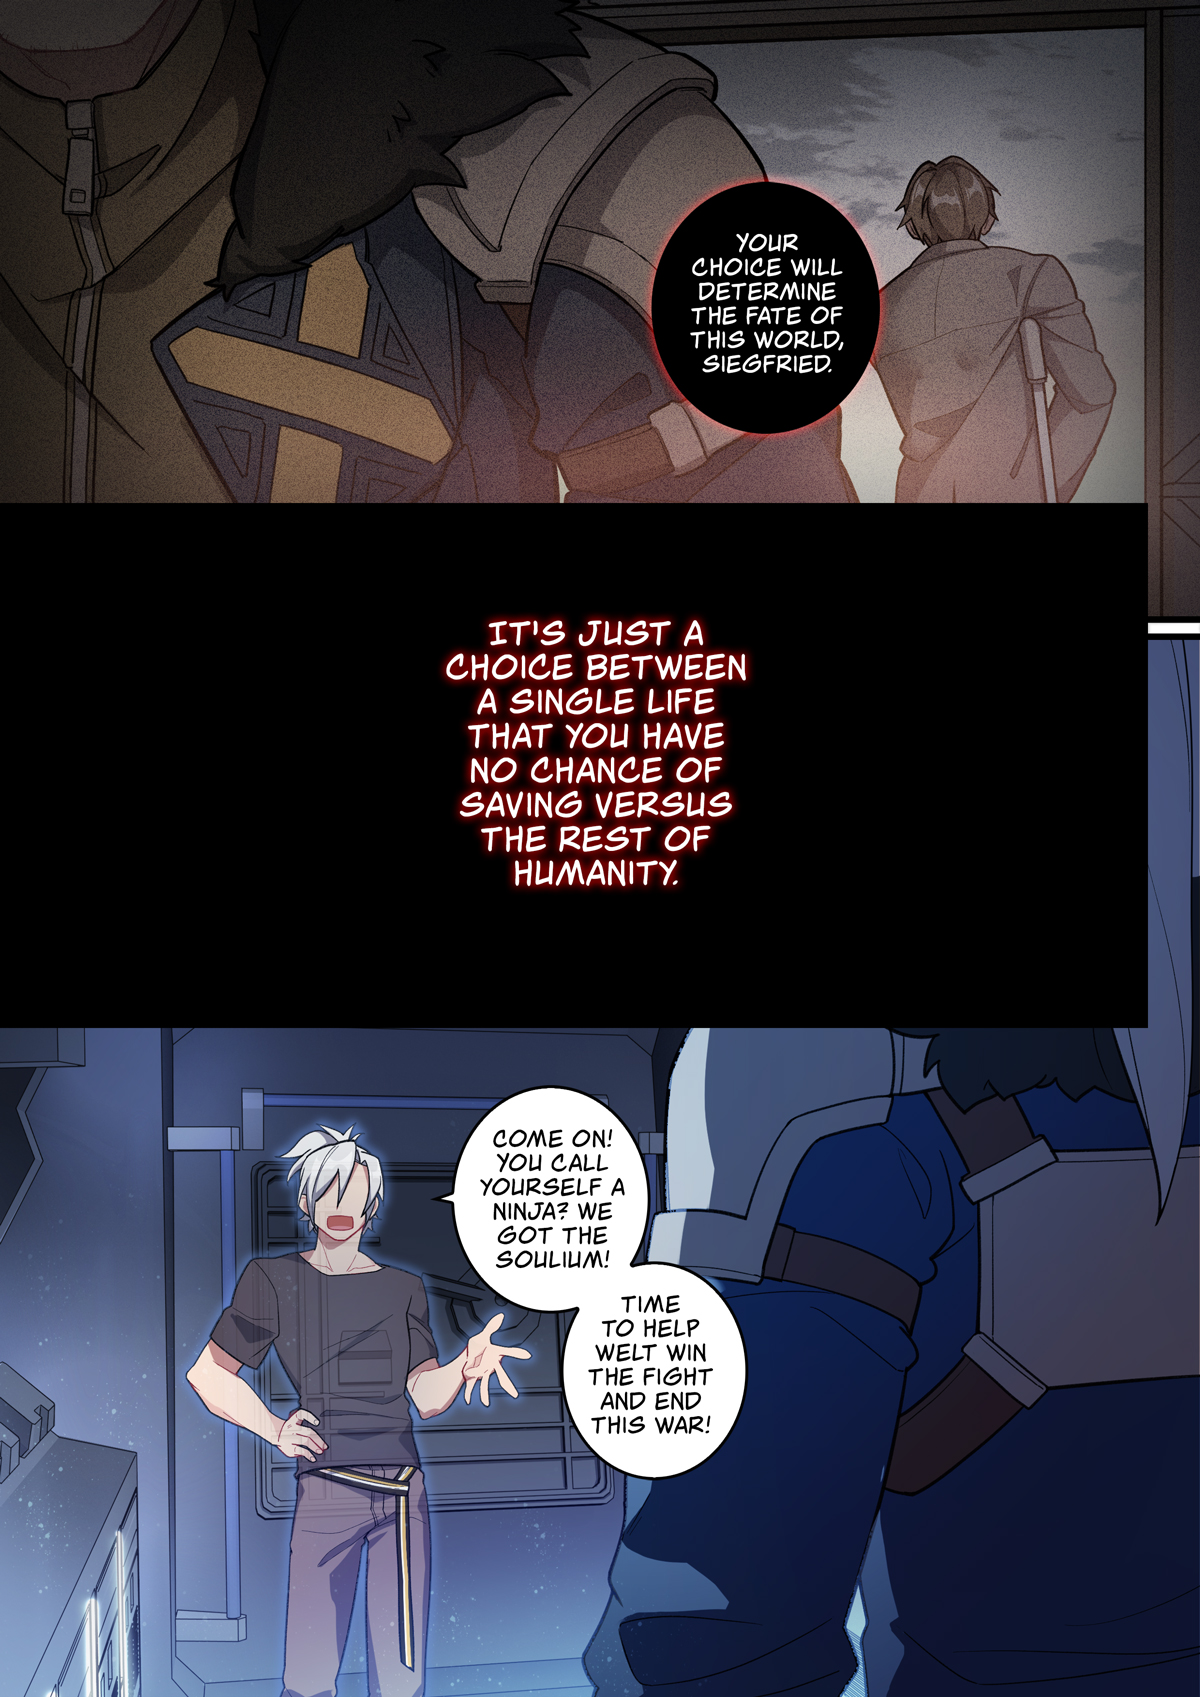 YOUR
CHOICE WILL
DETERMINE
THE FATE OF
THIS WORLD,
SIEGFRIED.
IT'S JUST A
CHOICE BETWEEN
A SINGLE LIFE
THAT YOU HAVE
NO CHANCE OF
SAVING VERSUS
THE REST OF
HUMANITY.
COME ON!
YOU CALL
YOURSELF A
NINJA? WE
GOT THE
SOULIUM!
TIME
TO HELP
WELT WIN
THE FIGHT
AND END
THIS WAR!